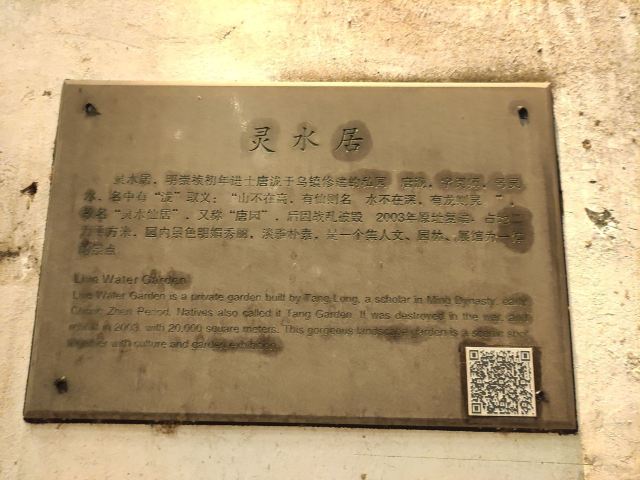 灵水居
灵水居，明崇祯初年进士唐泷于乌镇修建的私园 唐泷，字
水，名中有“泷”取义：“山不在高，有仙则名 水不在深，有龙则灵 ”，
故名“灵水仙居”，又称“唐园”，后因战乱被毁 2003年原址复建，占地二
万平方米，园内景色明媚秀丽，淡雅朴素，是一个集人文、园林、展馆为一体
的景点
Live Water Garden
Live Water Garden is a private garden built by Tang Long, a scholar in Ming Dynasty, early
Chong Zhen Period. Natives also called it Tang Garden. It was destroyed in the war, and
rebuilt in 2003, with 20,000 square meters. This gorgeous landscape garden is a scenic spot
together with culture and garden exhibition.